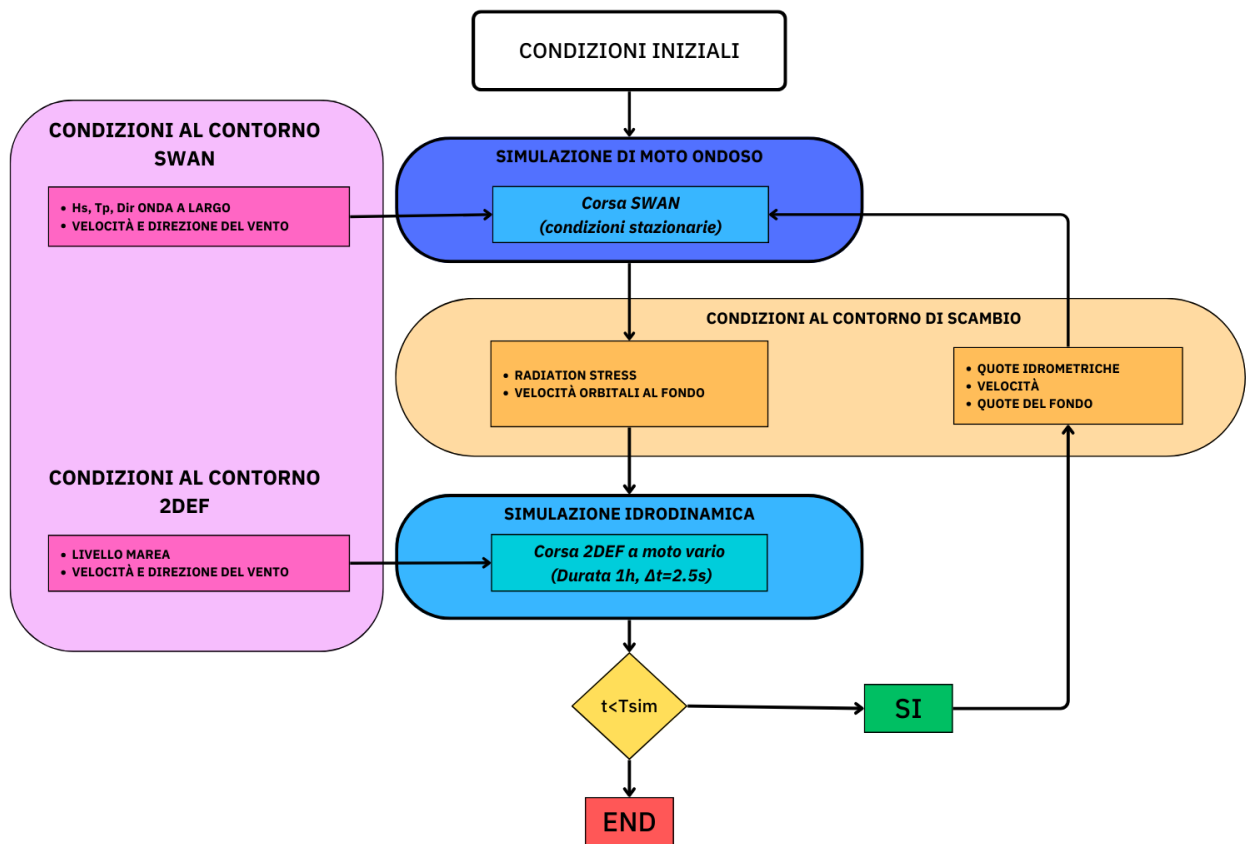 CONDIZIONI INIZIALI
CONDIZIONI AL CONTORNO
SWAN
• Hs, Tp, Dir ONDA A LARGO
• VELOCITÀ E DIREZIONE DEL VENTO
SIMULAZIONE DI MOTO ONDOSO
Corsa SWAN
(condizioni stazionarie)
CONDIZIONI AL CONTORNO DI SCAMBIO
• RADIATION STRESS
• VELOCITÀ ORBITALI AL FONDO
• QUOTE IDROMETRICHE
• VELOCITÀ
• QUOTE DEL FONDO
CONDIZIONI AL CONTORNO
2DEF
• LIVELLO MAREA
• VELOCITÀ E DIREZIONE DEL VENTO
SIMULAZIONE IDRODINAMICA
Corsa 2DEF a moto vario
(Durata 1h, Δt=2.5s)
t<Tsim
SI
END